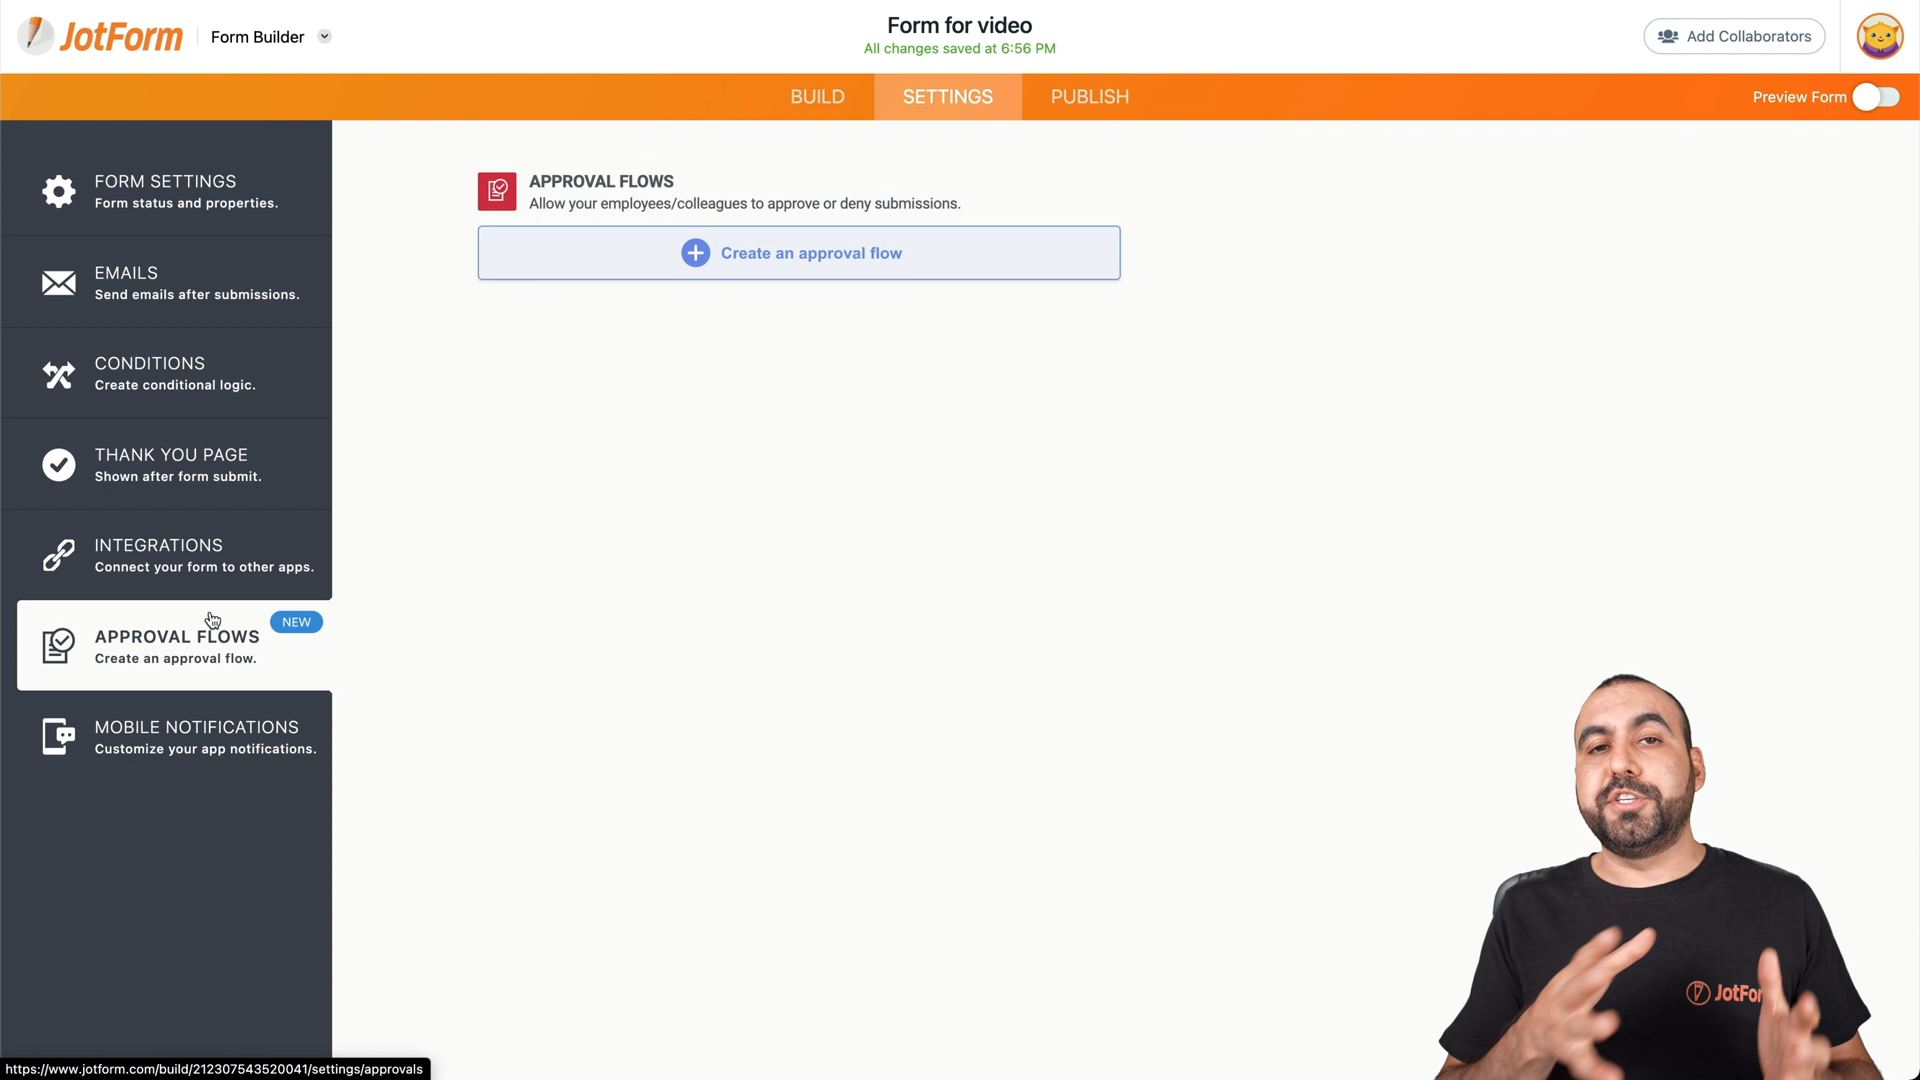 JotForm
Form Builder
Form for video
All changes saved at 6:56 PM
Add Collaborators
BUILD
SETTINGS
PUBLISH
Preview Form
FORM SETTINGS
Form status and properties.
EMAILS
Send emails after submissions.
CONDITIONS
Create conditional logic.
THANK YOU PAGE
Shown after form submit.
INTEGRATIONS
Connect your form to other apps.
APPROVAL FLOWS
NEW
Create an approval flow.
MOBILE NOTIFICATIONS
Customize your app notifications.
APPROVAL FLOWS
Allow your employees/colleagues to approve or deny submissions.
Create an approval flow
JotFor
https://www.jotform.com/build/212307543520041/settings/approvals